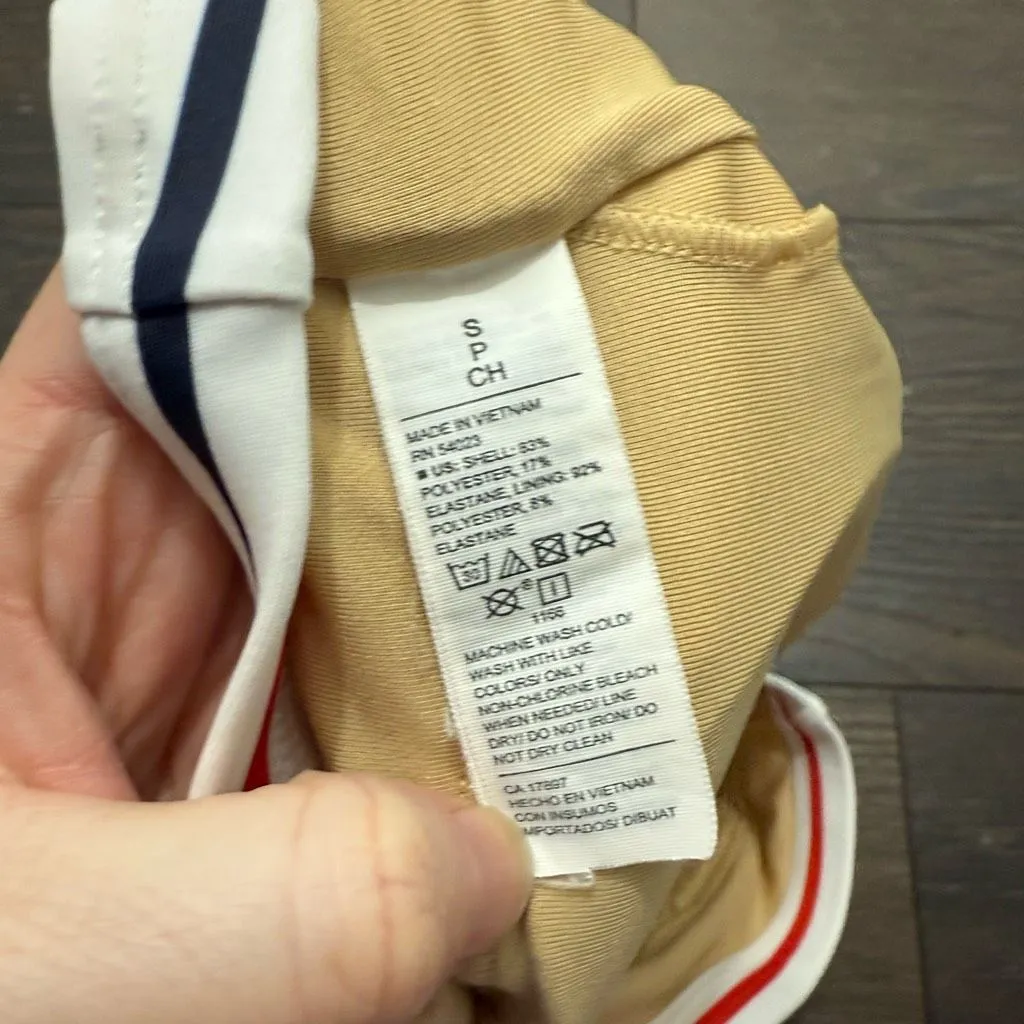 S
P
CH
MADE IN VIETNAM
RN 54023
■ US: SHELL: 83%
POLYESTER, 17%
ELASTANE, LINING: 92%
POLYESTER, 8%
ELASTANE
30
1166
MACHINE WASH COLD/
WASH WITH LIKE
COLORS/ ONLY
NON-CHLORINE BLEACH
WHEN NEEDED/ LINE
DRY/ DO NOT IRON/ DO
NOT DRY CLEAN
CA 17897
HECHO EN VIETNAM
CON INSUMOS
IMPORTADOS/ DIBUAT